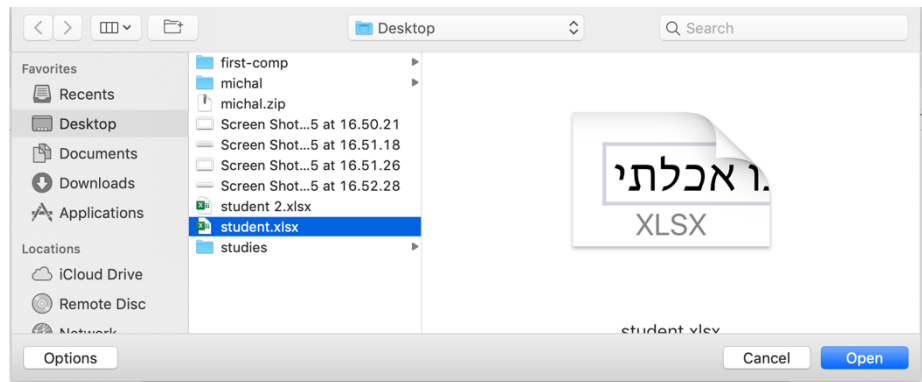 Desktop
Search
Favorites
Recents
Desktop
Documents
Downloads
Applications
Locations
iCloud Drive
Remote Disc
Network
first-comp
michal
michal.zip
Screen Shot...5 at 16.50.21
Screen Shot...5 at 16.51.18
Screen Shot...5 at 16.51.26
Screen Shot...5 at 16.52.28
student 2.xlsx
student.xlsx
studies
ו אכלתי
XLSX
student.xlsx
Options
Cancel
Open